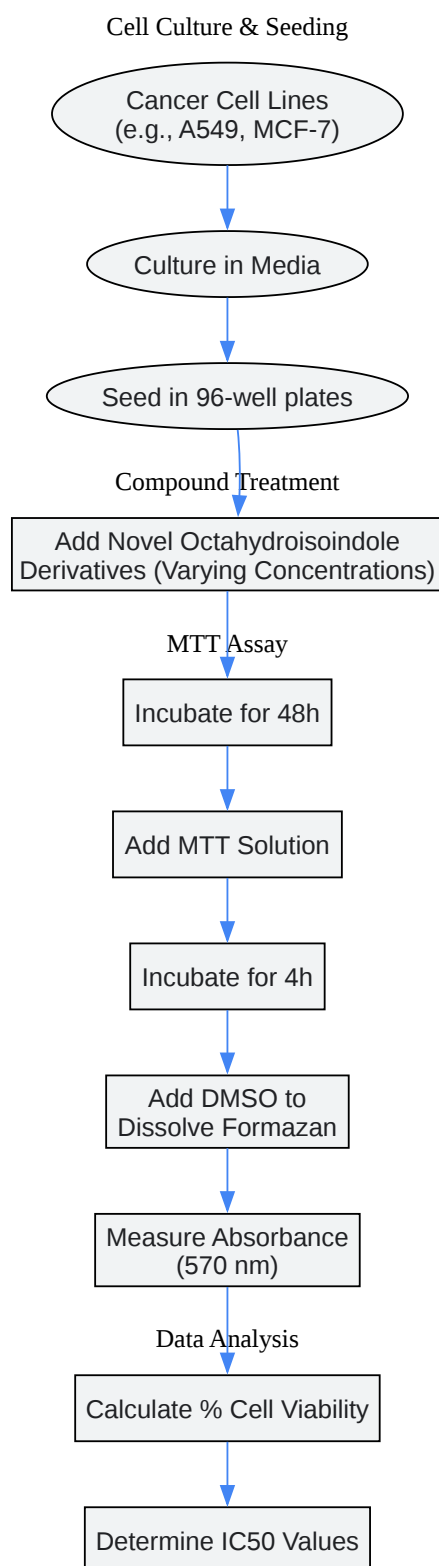 Cell Culture & Seeding
Cancer Cell Lines
(e.g., A549, MCF-7)
Culture in Media
Seed in 96-well plates
Compound Treatment
Add Novel Octahydroisoindole
Derivatives (Varying Concentrations)
MTT Assay
Incubate for 48h
Add MTT Solution
Incubate for 4h
Add DMSO to
Dissolve Formazan
Measure Absorbance
(570 nm)
Data Analysis
Calculate % Cell Viability
Determine IC50 Values